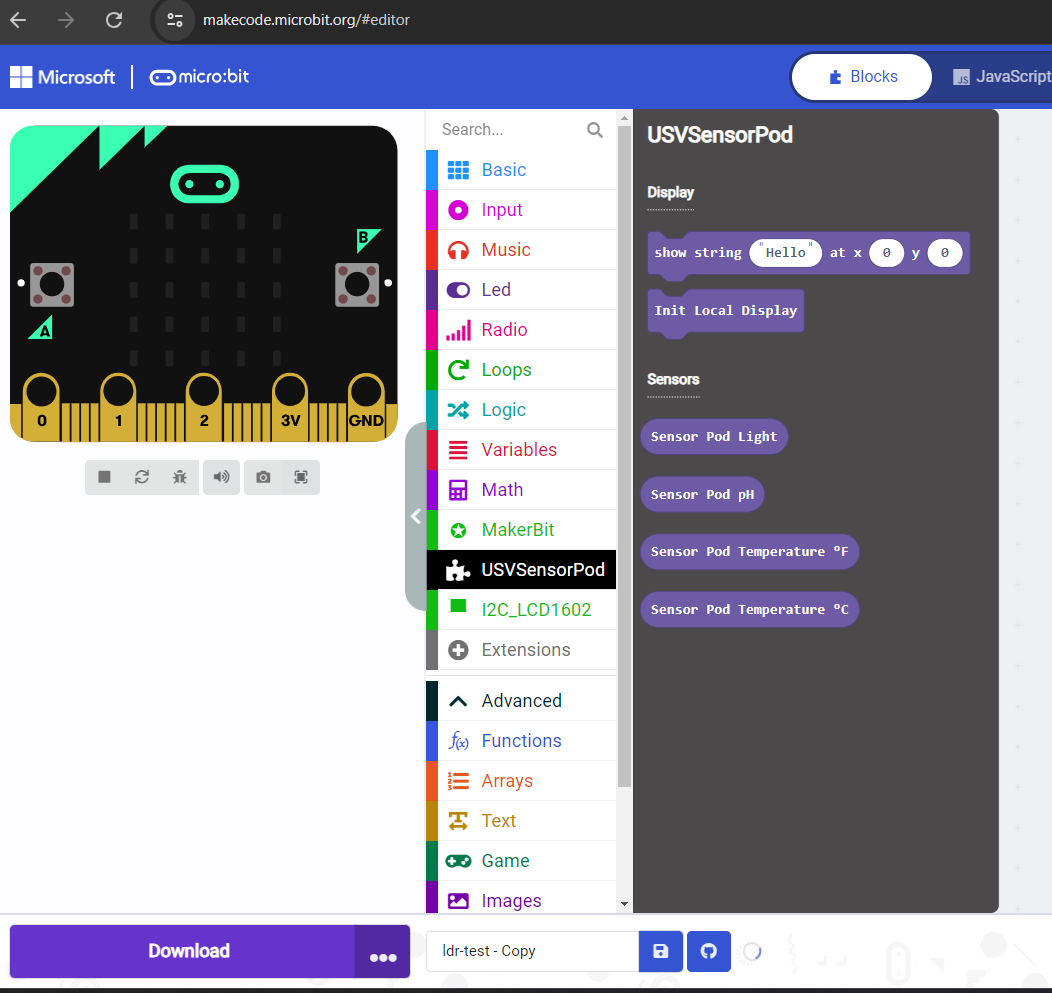 makecode.microbit.org/#editor
Microsoft
micro:bit
Blocks
JS
JavaScript
B
A
0
1
2
3V
GND
Search...
Basic
Input
Music
Led
Radio
Loops
Logic
Variables
Math
MakerBit
USVSensorPod
I2C_LCD1602
Extensions
Advanced
f(x) Functions
Arrays
Text
Game
Images
USVSensorPod
Display
show string "Hello" at x 0 y 0
Init Local Display
Sensors
Sensor Pod Light
Sensor Pod pH
Sensor Pod Temperature ºF
Sensor Pod Temperature ºC
Download
ldr-test - Copy